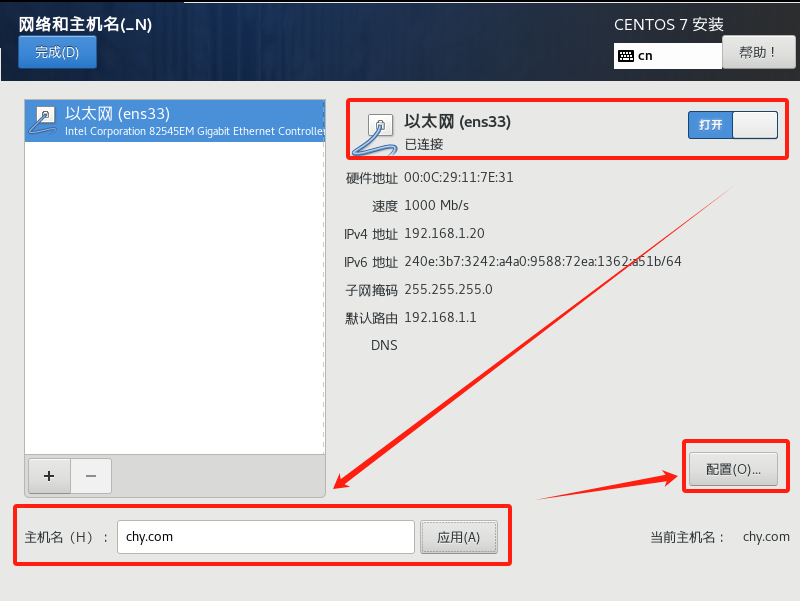 网络和主机名(_N)
CENTOS 7 安装
完成(D)
cn
帮助！
以太网 (ens33)
Intel Corporation 82545EM Gigabit Ethernet Controller
以太网 (ens33)
已连接
打开
硬件地址 00:0C:29:11:7E:31
速度 1000 Mb/s
IPv4 地址 192.168.1.20
IPv6 地址 240e:3b7:3242:a4a0:9588:72ea:1362:a51b/64
子网掩码 255.255.255.0
默认路由 192.168.1.1
DNS
+
−
配置(O)...
主机名（H）：
chy.com
应用(A)
当前主机名： chy.com